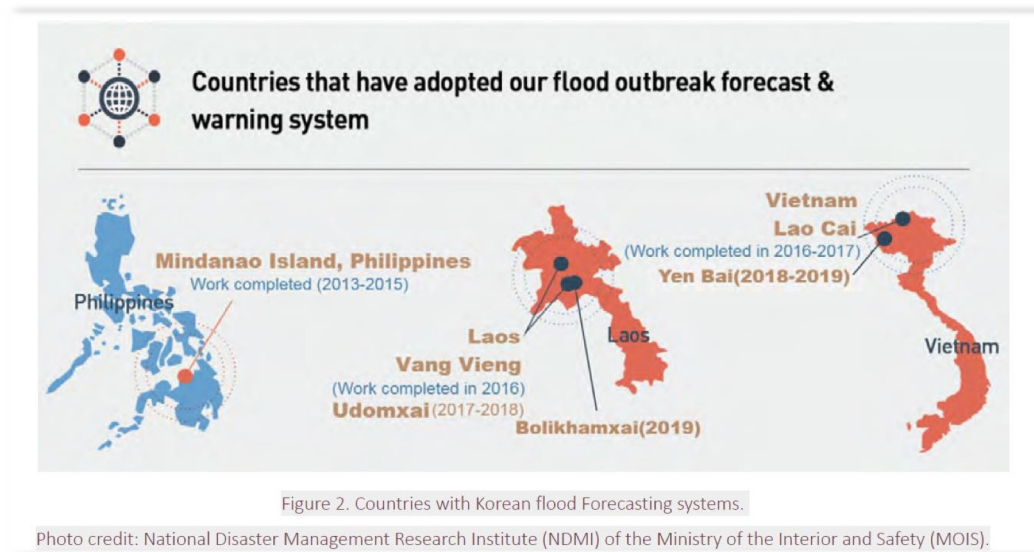 Countries that have adopted our flood outbreak forecast &
warning system
Mindanao Island, Philippines
Work completed (2013-2015)
Philippines
Laos
Vang Vieng
(Work completed in 2016)
Udomxai (2017-2018)
Bolikhamxai(2019)
Laos
Vietnam
Lao Cai
(Work completed in 2016-2017)
Yen Bai(2018-2019)
Vietnam
Figure 2. Countries with Korean flood Forecasting systems.
Photo credit: National Disaster Management Research Institute (NDMI) of the Ministry of the Interior and Safety (MOIS).